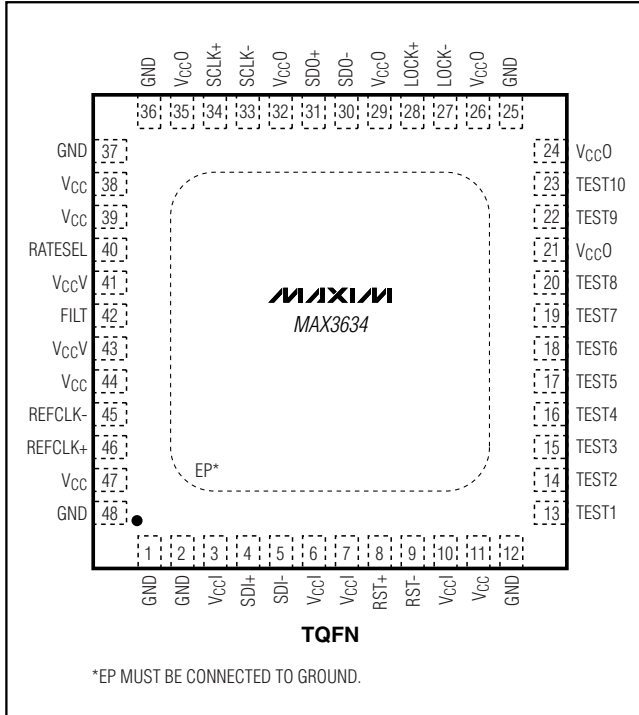 GND VCCO SCLK+ SCLK- VCCO SDO+ SDO- VCCO LOCK+ LOCK- VCCO GND
36 35 34 33 32 31 30 29 28 27 26 25
GND 37
VCC 38
VCC 39
RATESEL 40
VCCV 41
FILT 42
VCCV 43
VCC 44
REFCLK- 45
REFCLK+ 46
VCC 47
GND 48
MAXIM
MAX3634
EP*
24 VCCO
23 TEST10
22 TEST9
21 VCCO
20 TEST8
19 TEST7
18 TEST6
17 TEST5
16 TEST4
15 TEST3
14 TEST2
13 TEST1
1 2 3 4 5 6 7 8 9 10 11 12
GND GND VCCI SDI+ SDI- VCCI VCCI RST+ RST- VCCI VCC GND
TQFN
*EP MUST BE CONNECTED TO GROUND.